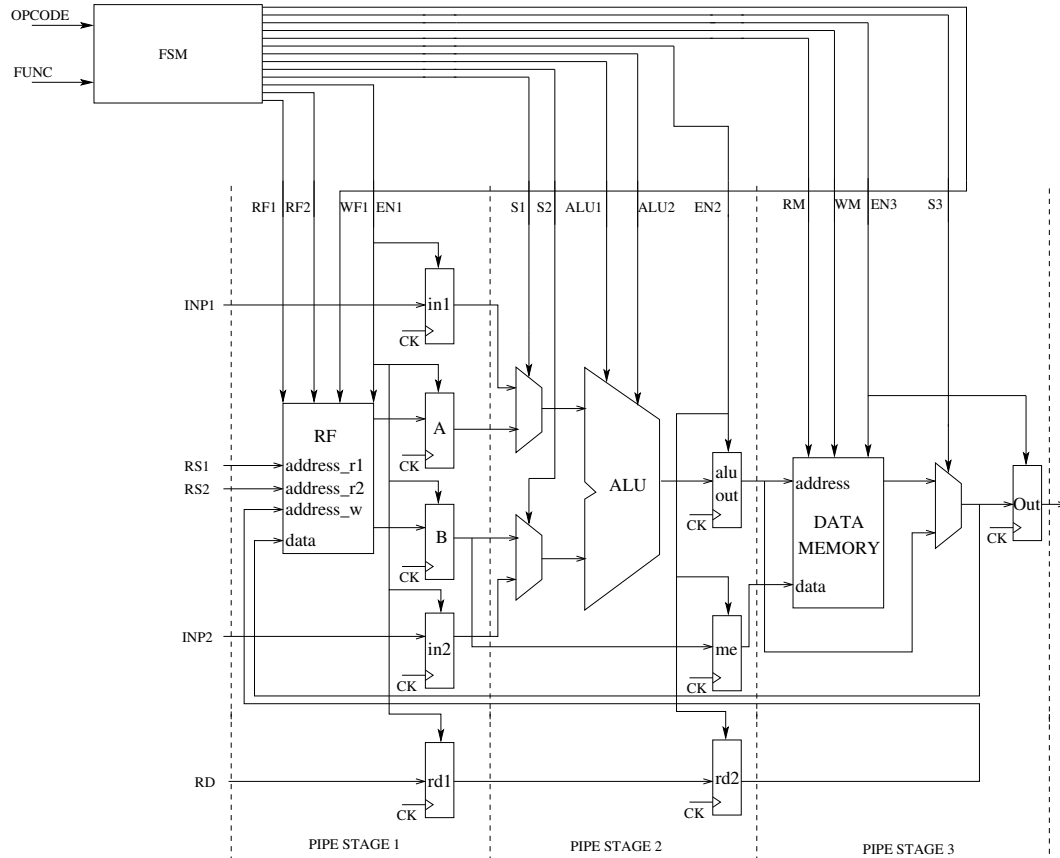 OPCODE
FSM
FUNC
RF1 RF2 WF1 EN1 S1 S2 ALU1 ALU2 EN2 RM WM EN3 S3
INP1
in1
CK
RF
A
RS1
address_r1
CK
RS2
address_r2
address_w
data
B
CK
ALU
alu
out
CK
address
DATA
MEMORY
data
Out
CK
INP2
in2
CK
me
CK
RD
rd1
CK
rd2
CK
PIPE STAGE 1
PIPE STAGE 2
PIPE STAGE 3